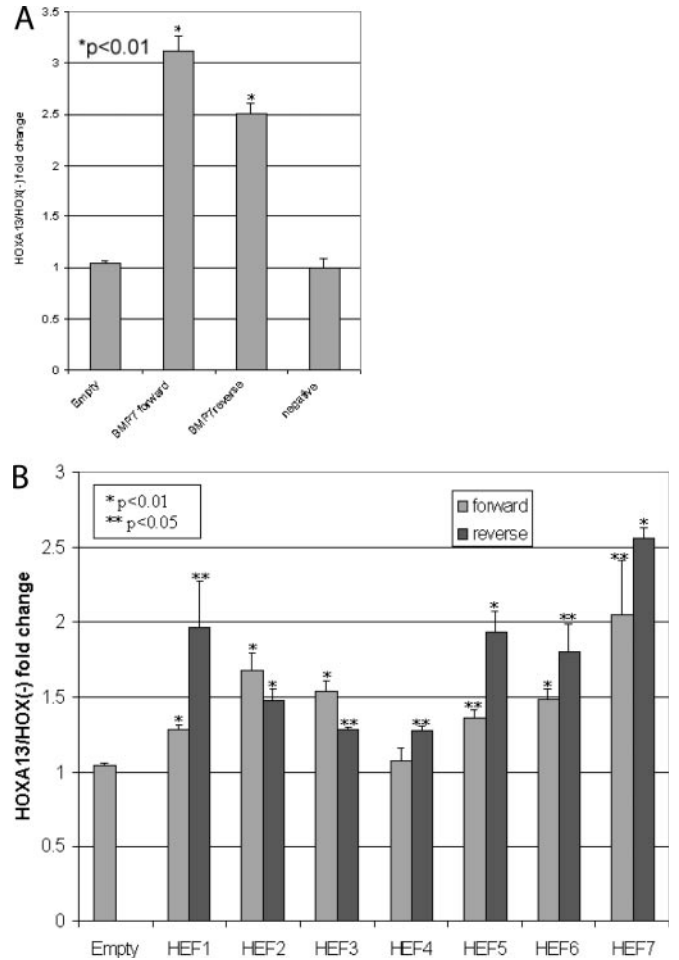 A
*p<0.01
HOXA13/HOX(-) fold change
3.5
3
2.5
2
1.5
1
0.5
0
*
*
Empty
BMP7 forward
BMP7reverse
negative
B
* p<0.01
** p<0.05
forward
reverse
HOXA13/HOX(-) fold change
3
2.5
2
1.5
1
0.5
0
*
**
*
*
*
**
**
**
*
*
**
**
*
Empty HEF1 HEF2 HEF3 HEF4 HEF5 HEF6 HEF7